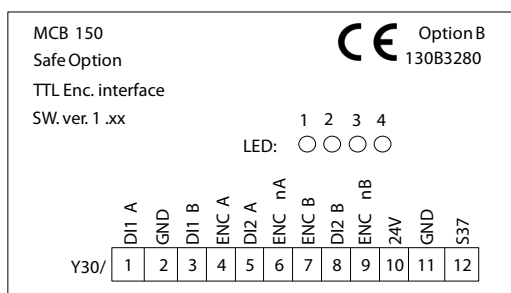 MCB 150
Safe Option
TTL Enc. interface
SW. ver. 1 .xx
CE
Option B
130B3280
1 2 3 4
LED:
DI1 A
GND
DI1 B
ENC A
DI2 A
ENC nA
ENC B
DI2 B
ENC nB
24V
GND
S37
Y30/ 1 2 3 4 5 6 7 8 9 10 11 12